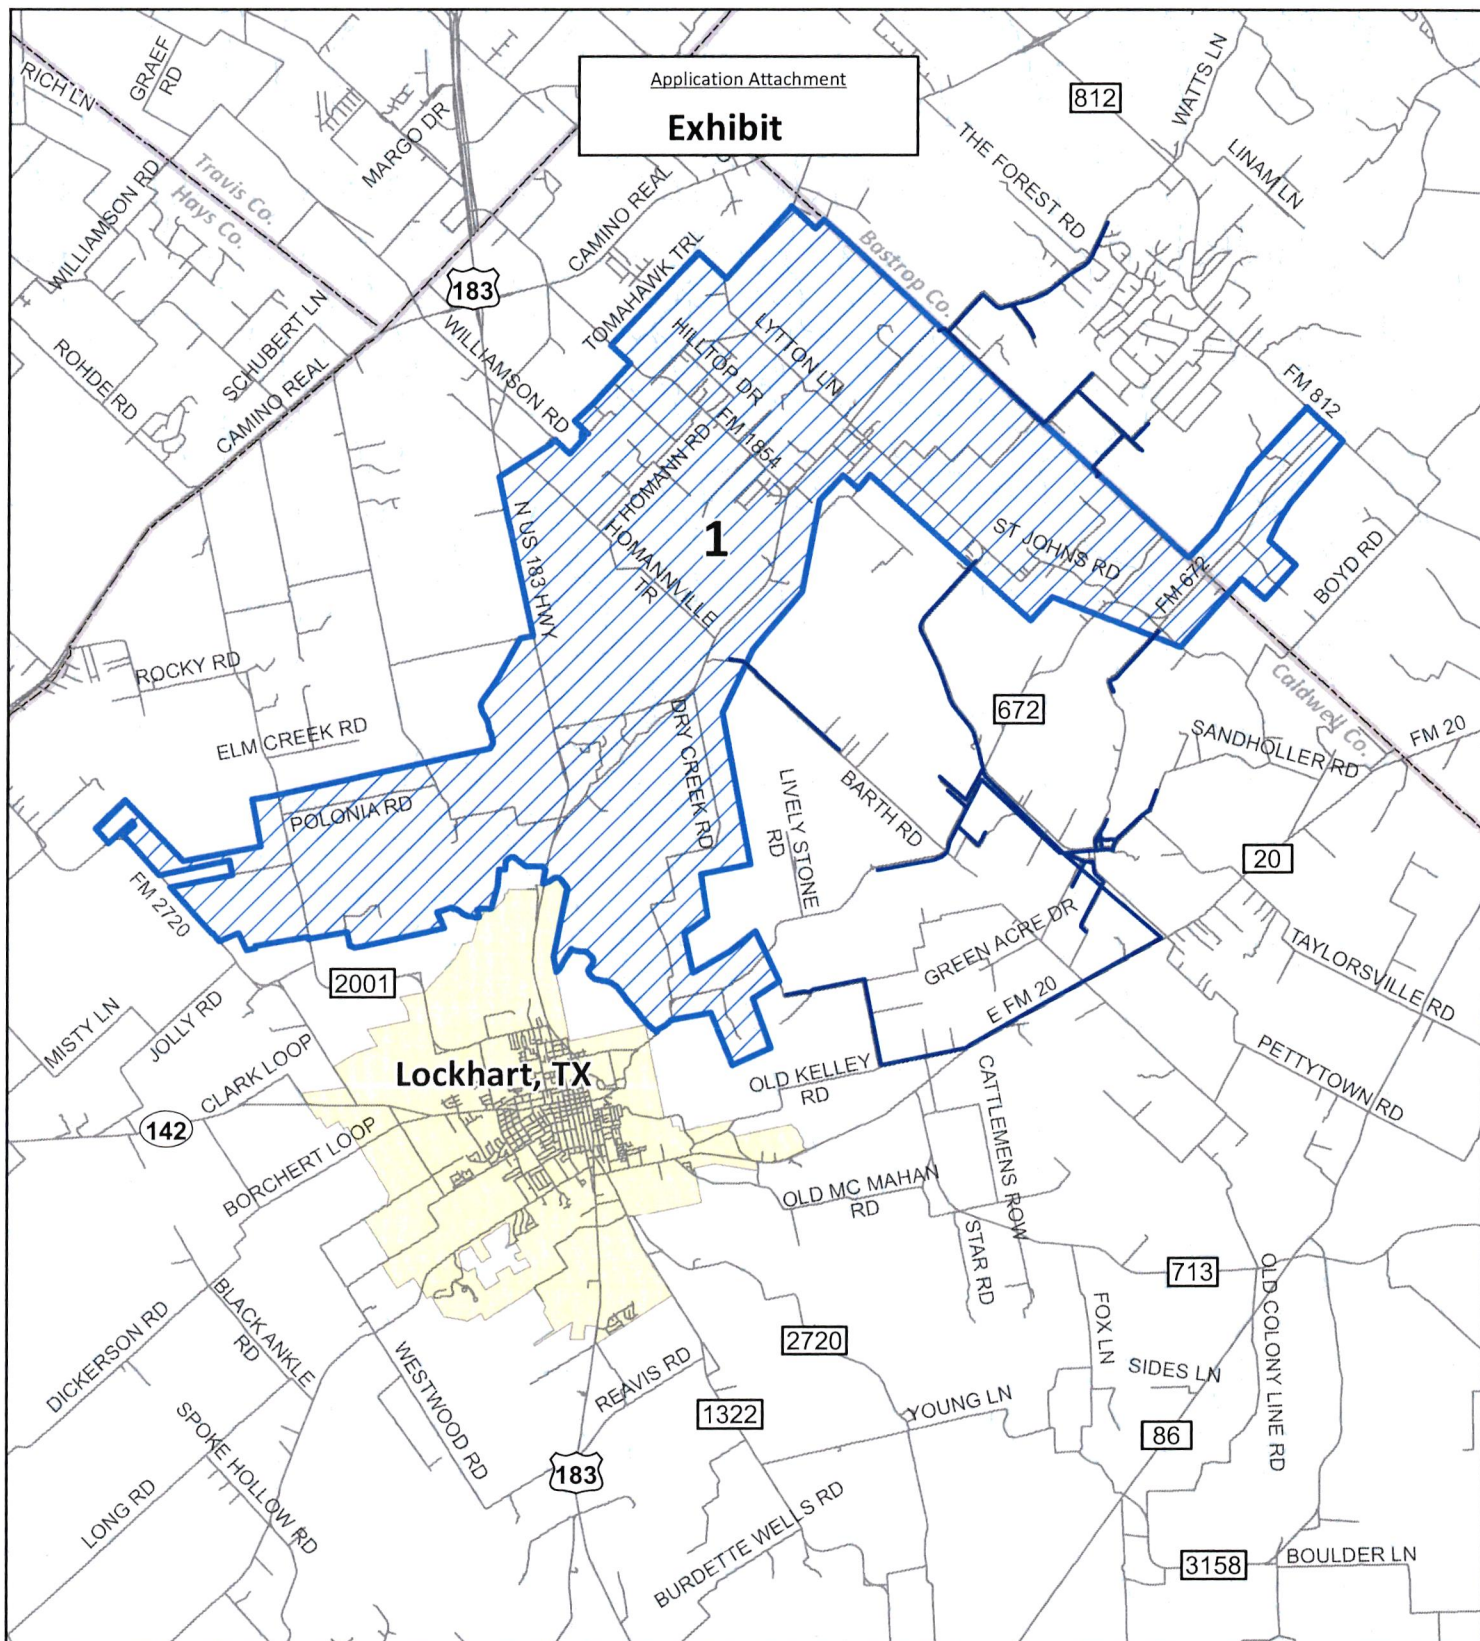 Application Attachment
Exhibit
812
WATTS LN
GRAEF
RD
RICH LN
MARGO DR
THE FOREST RD
LINAM LN
Travis Co.
Hays Co.
WILLIAMSON RD
CAMINO REAL
TOMAHAWK TRL
Bastrop Co.
183
SCHUBERT LN
WILLIAMSON RD
HILLTOP DR
LYTTON LN
ROHDE RD
CAMINO REAL
FM 812
FM 1854
HOMANN RD
N US 183 HWY
1
HOMANNVILLE
TR
ST JOHNS RD
FM 672
BOYD RD
ROCKY RD
Caldwell Co.
672
ELM CREEK RD
DRY CREEK RD
SANDHOLLER RD
FM 20
POLONIA RD
LIVELY STONE
RD
BARTH RD
20
FM 2720
GREEN ACRE DR
TAYLORSVILLE RD
2001
MISTY LN
JOLLY RD
E FM 20
CLARK LOOP
Lockhart, TX
OLD KELLEY
RD
PETTYTOWN RD
142
CATTLEMENS ROW
BORCHERT LOOP
OLD MC MAHAN
RD
STAR RD
713
OLD COLONY LINE RD
BLACK ANKLE
RD
DICKERSON RD
FOX LN
2720
WESTWOOD RD
REAVIS RD
SIDES LN
1322
YOUNG LN
86
SPOKE HOLLOW RD
183
LONG RD
BURDETTE WELLS RD
3158
BOULDER LN